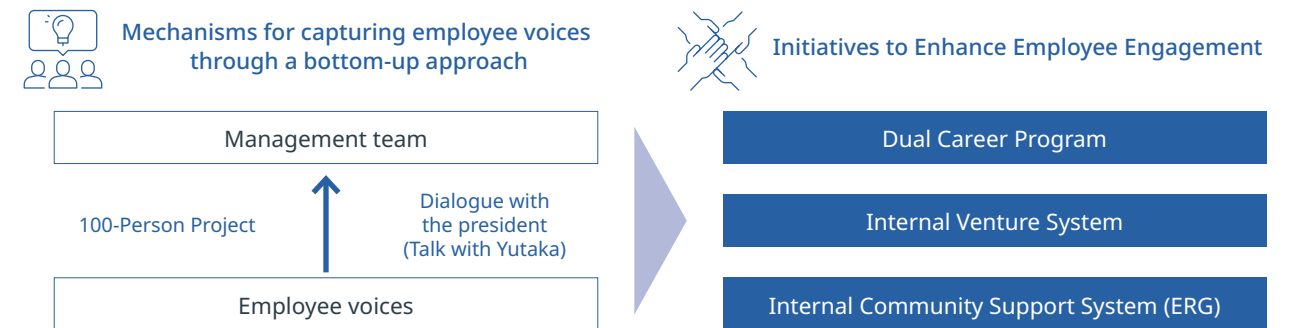 Mechanisms for capturing employee voices
through a bottom-up approach
Management team
100-Person Project
Dialogue with
the president
(Talk with Yutaka)
Employee voices
Initiatives to Enhance Employee Engagement
Dual Career Program
Internal Venture System
Internal Community Support System (ERG)